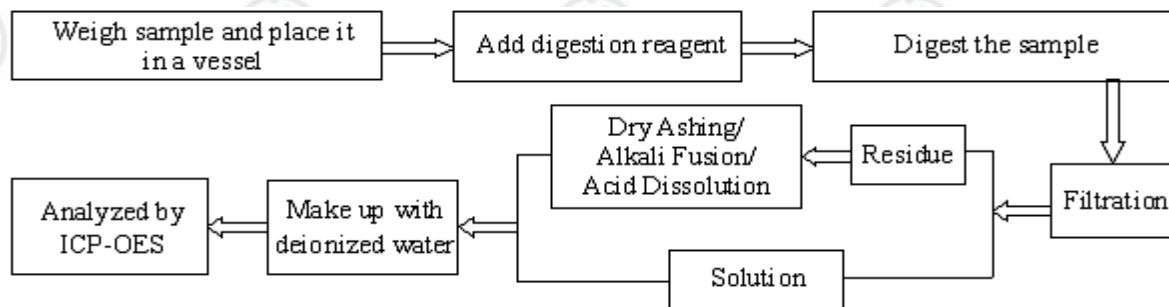 Weigh sample and place it
in a vessel
Add digestion reagent
Digest the sample
Filtration
Residue
Dry Ashing/
Alkali Fusion/
Acid Dissolution
Solution
Make up with
deionized water
Analyzed by
ICP-OES